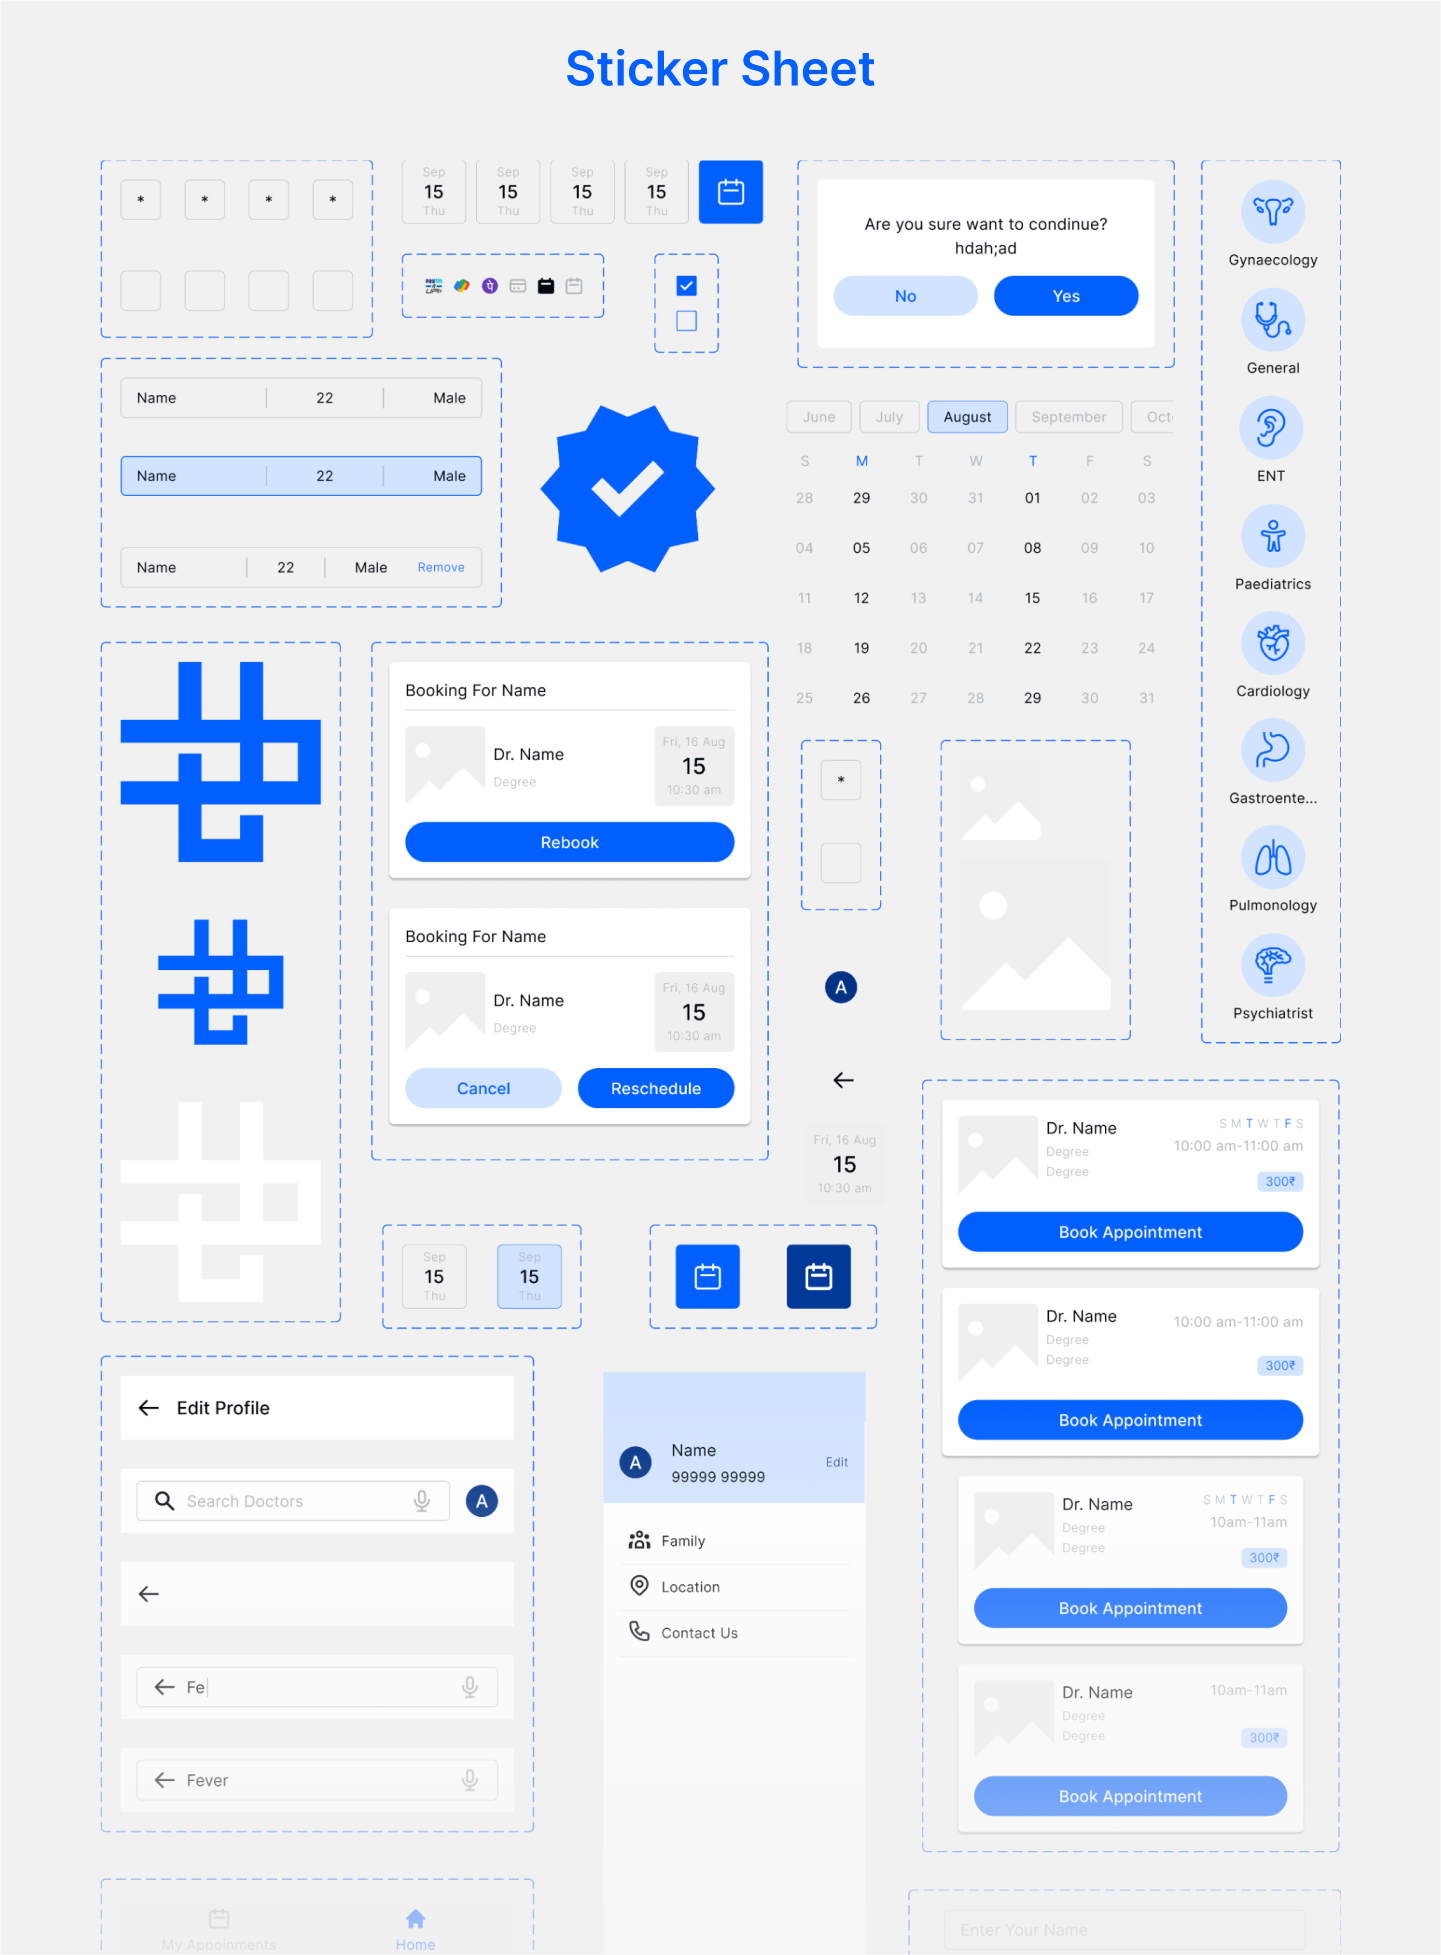 Sticker Sheet
* * * *
Sep Sep Sep Sep
15 15 15 15
Thu Thu Thu Thu
Are you sure want to condinue?
hdah;ad
No Yes
Name 22 Male
Name 22 Male
Name 22 Male Remove
June July August September Octo
S M T W T F S
28 29 30 31 01 02 03
04 05 06 07 08 09 10
11 12 13 14 15 16 17
18 19 20 21 22 23 24
25 26 27 28 29 30 31
Gynaecology
General
ENT
Paediatrics
Cardiology
Gastroente...
Pulmonology
Psychiatrist
Booking For Name
Dr. Name
Degree
Fri, 16 Aug
15
10:30 am
Rebook
Booking For Name
Dr. Name
Degree
Fri, 16 Aug
15
10:30 am
Cancel Reschedule
*
A
Fri, 16 Aug
15
10:30 am
Sep Sep
15 15
Thu Thu
Dr. Name
Degree
Degree
S M T W T F S
10:00 am-11:00 am
300₹
Book Appointment
Dr. Name
Degree
Degree
10:00 am-11:00 am
300₹
Book Appointment
Dr. Name
Degree
Degree
S M T W T F S
10am-11am
300₹
Book Appointment
Dr. Name
Degree
Degree
10am-11am
300₹
Book Appointment
Edit Profile
Search Doctors
A
Fe
Fever
A
Name
99999 99999
Edit
Family
Location
Contact Us
My Appoinments Home
Enter Your Name